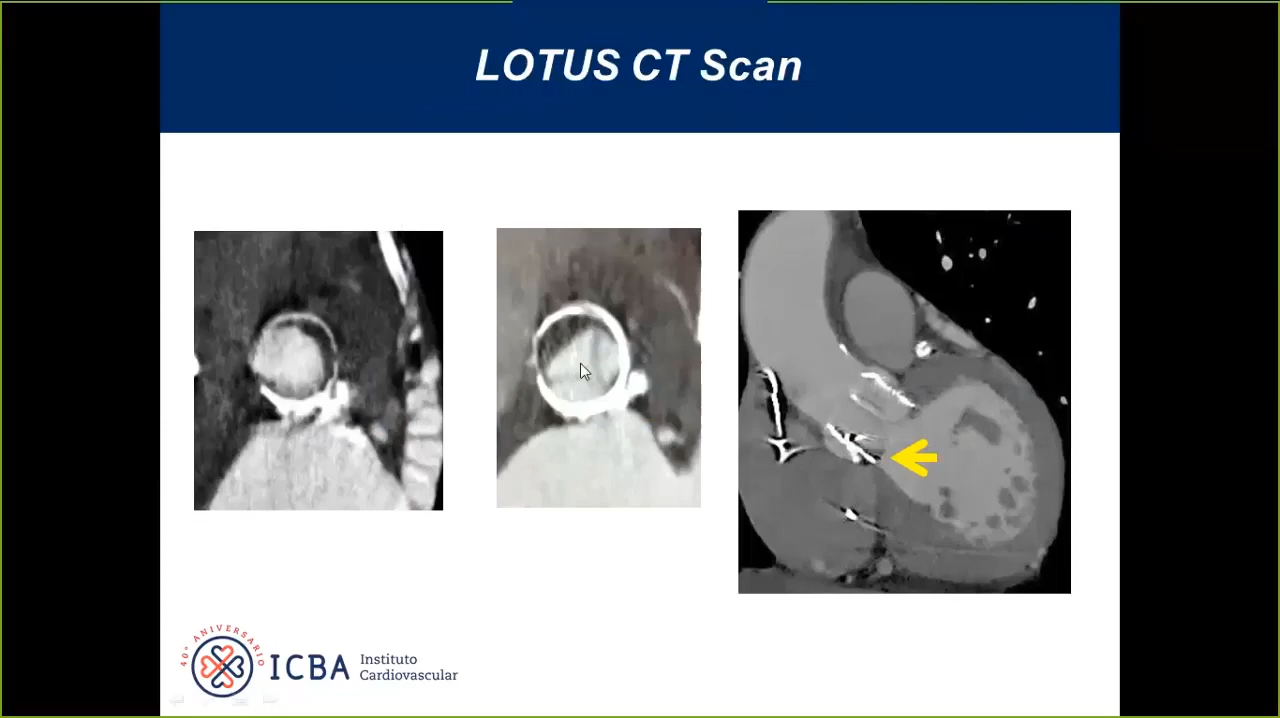 LOTUS CT Scan
40° ANIVERSARIO
ICBA
Instituto
Cardiovascular